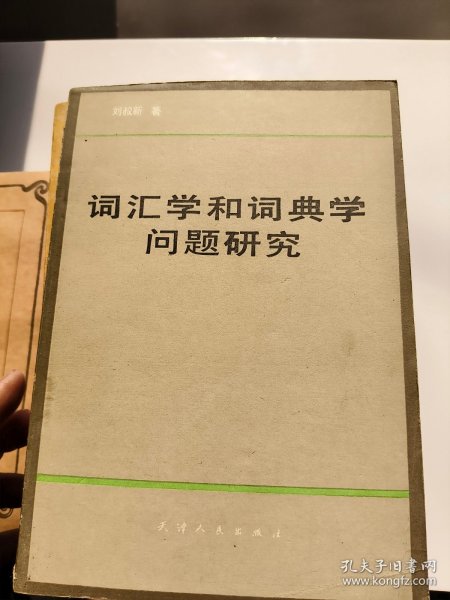 刘叔新 著
词汇学和词典学
问题研究
天津人民出版社
孔夫子旧书网
www.kongfz.com